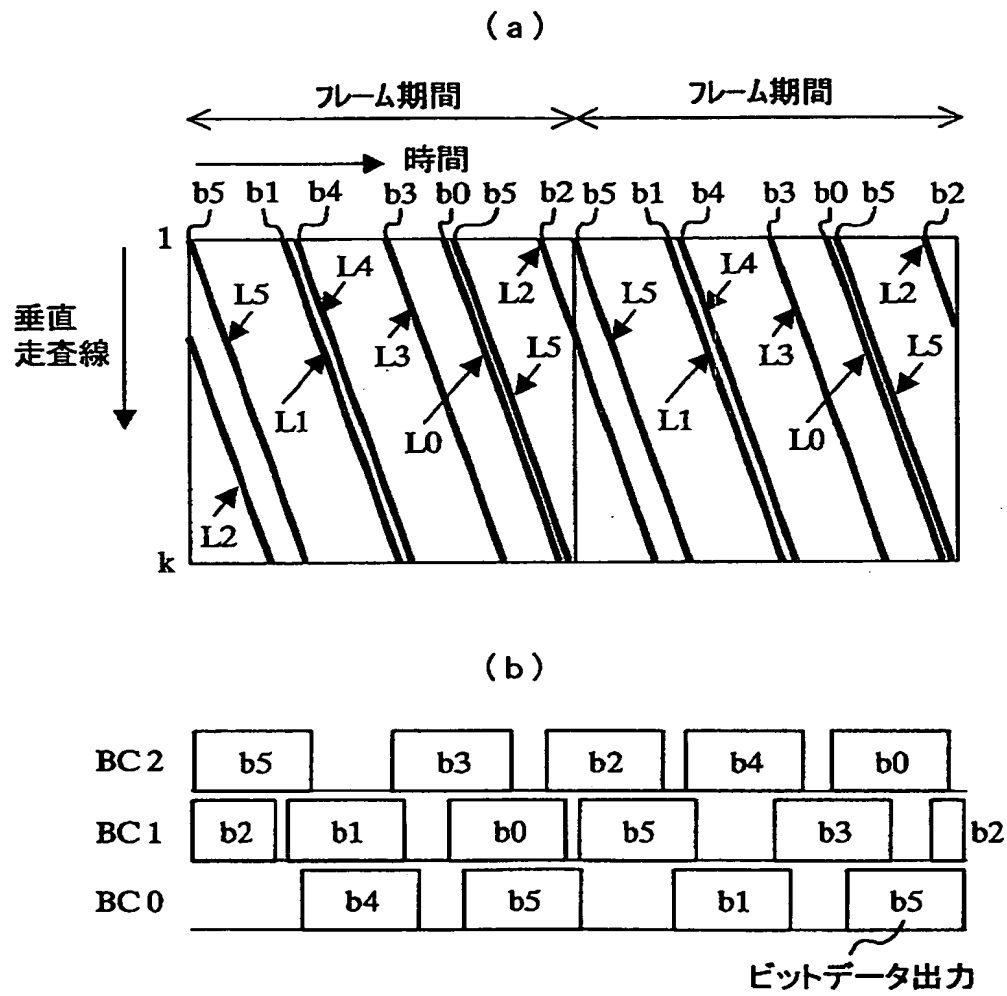 (a)
フレーム期間 フレーム期間
時間
b5 b1 b4 b3 b0 b5 b2 b5 b1 b4 b3 b0 b5 b2
1
垂直
走査線
L5 L1 L4 L3 L0 L5 L2 L5 L1 L4 L3 L0 L5 L2
L2
k
(b)
BC2 b5 b3 b2 b4 b0
BC1 b2 b1 b0 b5 b3 b2
BC0 b4 b5 b1 b5
ビットデータ出力